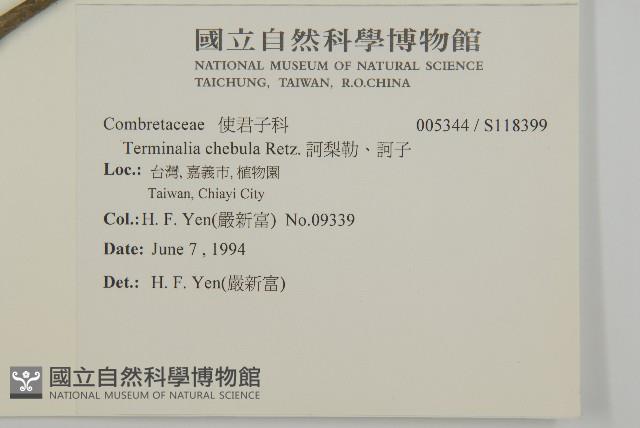 國立自然科學博物館
NATIONAL MUSEUM OF NATURAL SCIENCE
TAICHUNG, TAIWAN, R.O.CHINA
Combretaceae 使君子科 005344 / S118399
Terminalia chebula Retz. 訶梨勒、訶子
Loc.: 台灣, 嘉義市, 植物園
Taiwan, Chiayi City
Col.: H. F. Yen(嚴新富) No.09339
Date: June 7 , 1994
Det.: H. F. Yen(嚴新富)
國立自然科學博物館
NATIONAL MUSEUM OF NATURAL SCIENCE